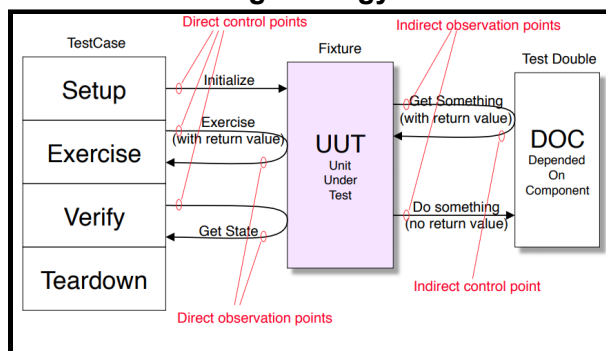 Direct control points
Indirect observation points
TestCase
Fixture
Test Double
Setup
Initialize
Get Something
(with return value)
Exercise
(with return value)
Exercise
UUT
Unit
Under
Test
DOC
Depended
On
Component
Verify
Get State
Do something
(no return value)
Teardown
Indirect control point
Direct observation points